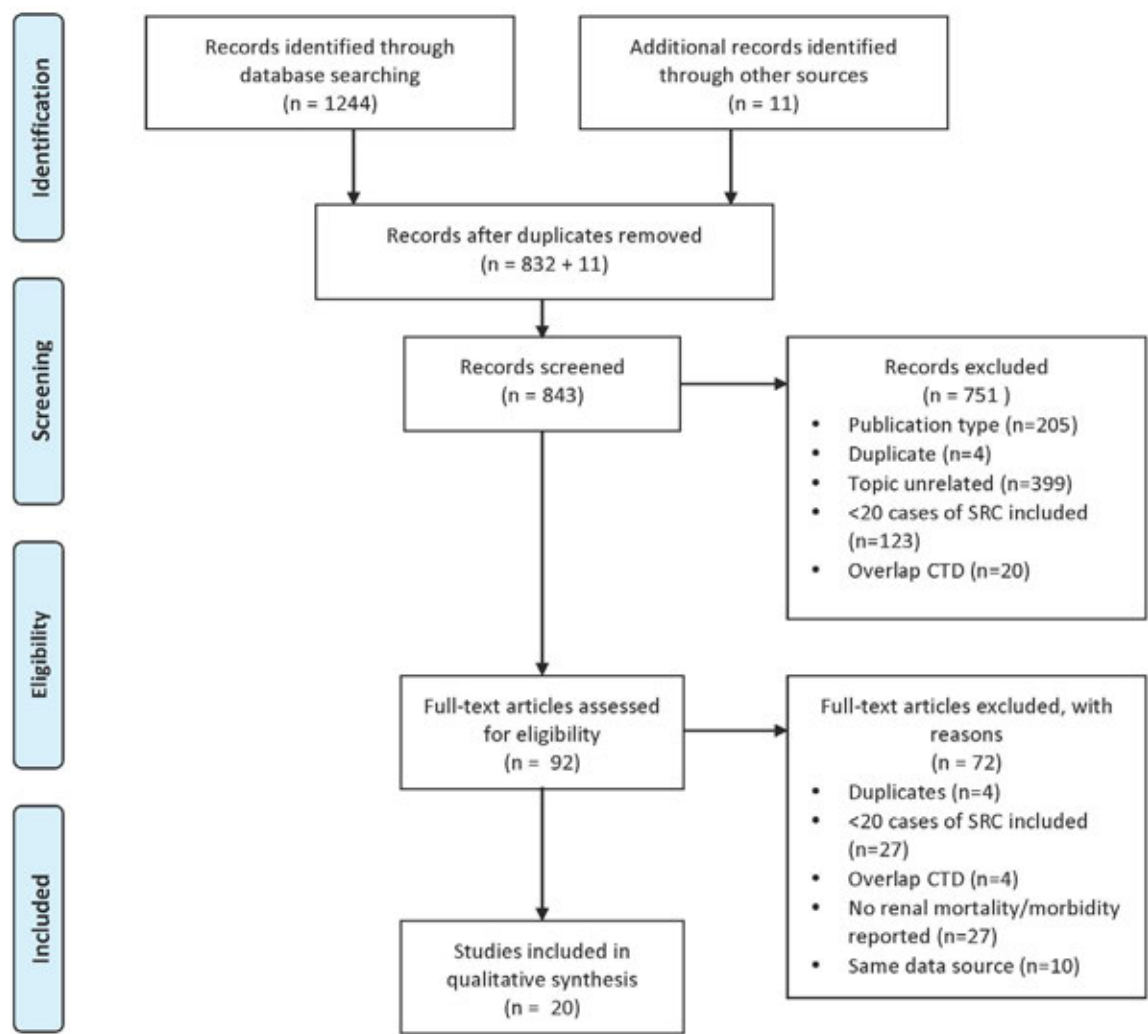 Identification
Records identified through
database searching
(n = 1244)
Additional records identified
through other sources
(n = 11)
Records after duplicates removed
(n = 832 + 11)
Screening
Records screened
(n = 843)
Records excluded
(n = 751 )
• Publication type (n=205)
• Duplicate (n=4)
• Topic unrelated (n=399)
• <20 cases of SRC included
(n=123)
• Overlap CTD (n=20)
Eligibility
Full-text articles assessed
for eligibility
(n = 92)
Full-text articles excluded, with
reasons
(n = 72)
• Duplicates (n=4)
• <20 cases of SRC included
(n=27)
• Overlap CTD (n=4)
• No renal mortality/morbidity
reported (n=27)
• Same data source (n=10)
Included
Studies included in
qualitative synthesis
(n = 20)